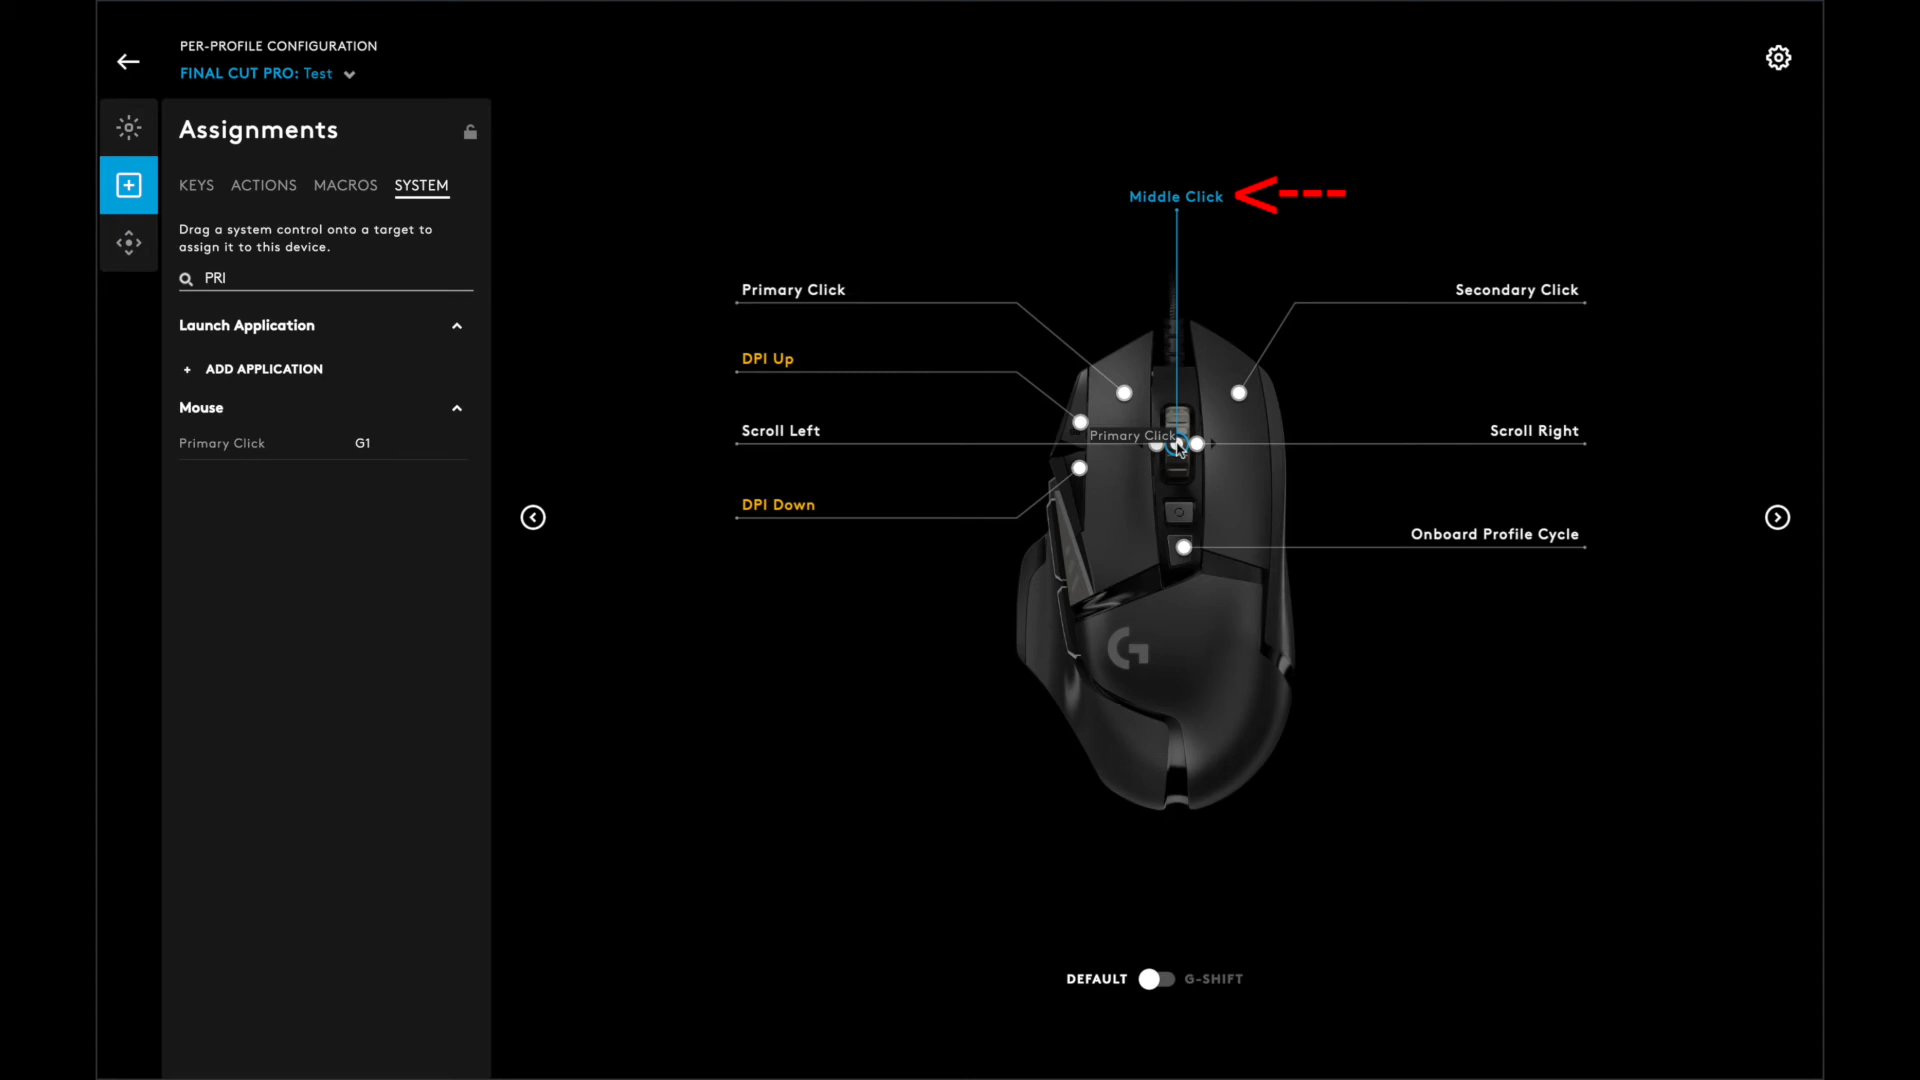 PER-PROFILE CONFIGURATION
FINAL CUT PRO: Test
Assignments
KEYS ACTIONS MACROS SYSTEM
Drag a system control onto a target to
assign it to this device.
PRI
Launch Application
+ ADD APPLICATION
Mouse
Primary Click G1
Middle Click
Primary Click
Secondary Click
DPI Up
Scroll Left
Primary Click
Scroll Right
DPI Down
Onboard Profile Cycle
G
DEFAULT G-SHIFT